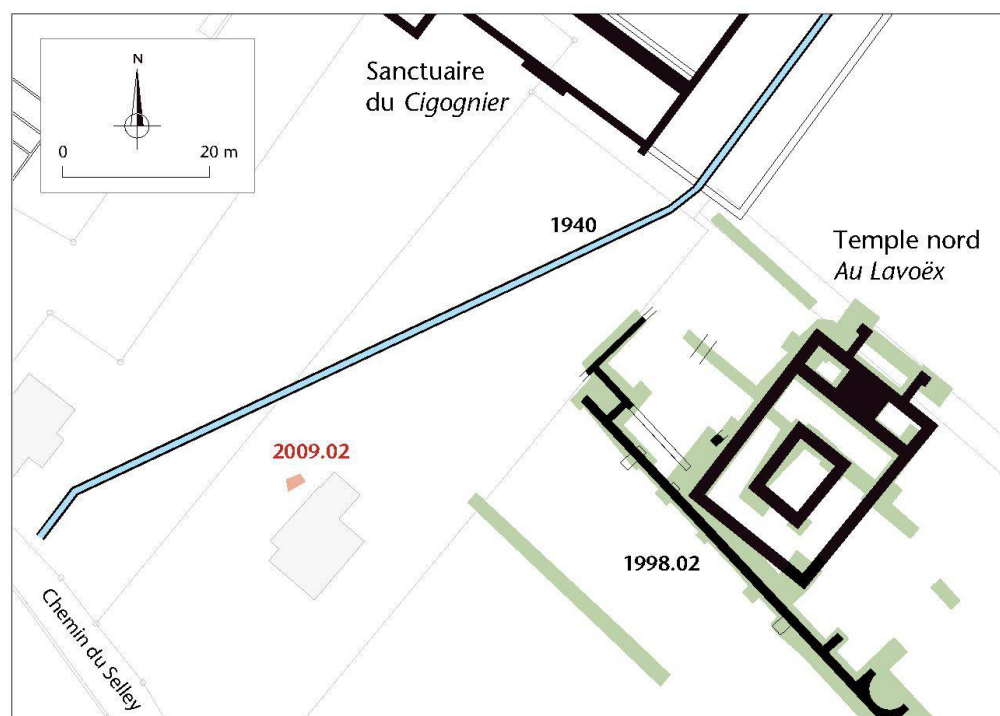 N
0 20 m
Sanctuaire
du Cigognier
1940
Temple nord
Au Lavoëx
2009.02
1998.02
Chemin du Selley